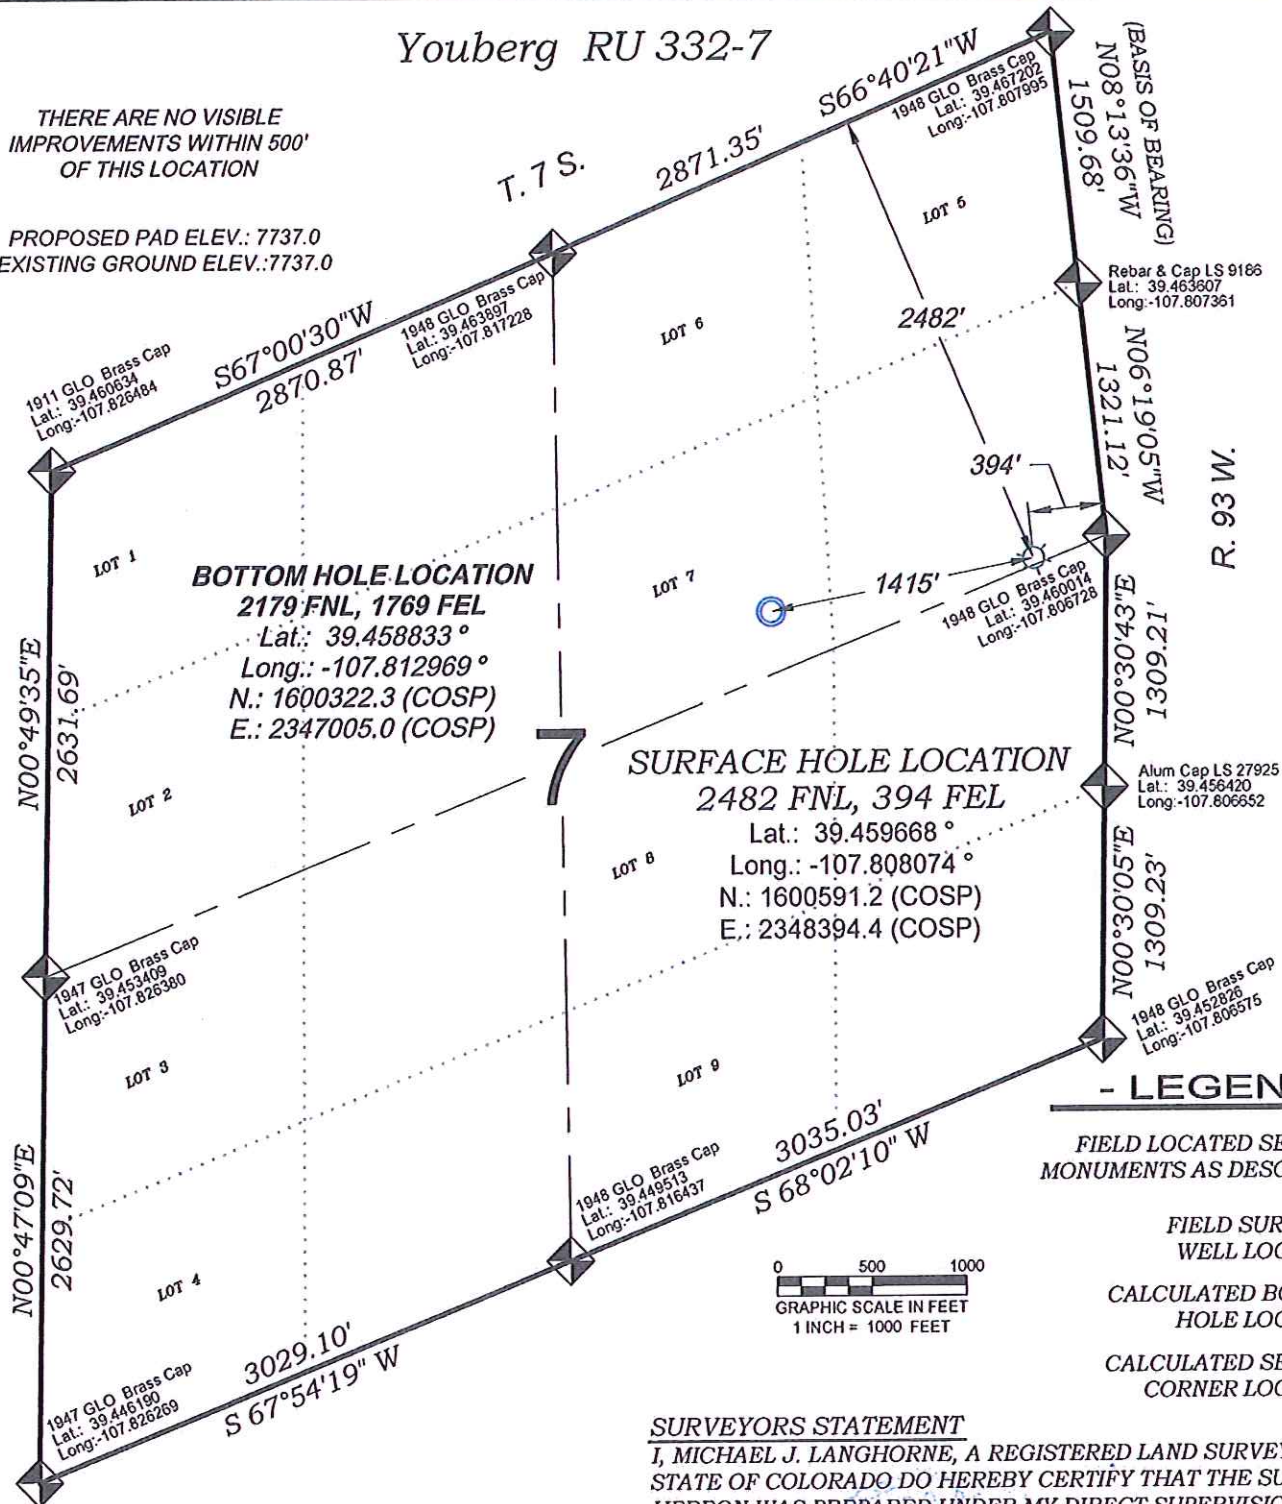 Youberg RU 332-7
THERE ARE NO VISIBLE
IMPROVEMENTS WITHIN 500'
OF THIS LOCATION
PROPOSED PAD ELEV.: 7737.0
EXISTING GROUND ELEV.:7737.0
T. 7 S.
S66°40'21"W
2871.35'
1948 GLO Brass Cap
Lat.: 39.467202
Long:-107.807995
(BASIS OF BEARING)
N08°13'36"W
1509.68'
LOT 5
Rebar & Cap LS 9186
Lat.: 39.463607
Long:-107.807361
S67°00'30"W
2870.87'
1948 GLO Brass Cap
Lat.: 39.463897
Long:-107.817228
1911 GLO Brass Cap
Lat.: 39.460634
Long:-107.826484
LOT 6
2482'
N06°19'05"W
1321.12'
394'
R. 93 W.
LOT 1
BOTTOM HOLE LOCATION
2179 FNL, 1769 FEL
Lat.: 39.458833 °
Long.: -107.812969 °
N.: 1600322.3 (COSP)
E.: 2347005.0 (COSP)
LOT 7
1415'
1948 GLO Brass Cap
Lat.: 39.460014
Long:-107.806728
N00°30'43"E
1309.21'
N00°49'35"E
2631.69'
7
LOT 2
SURFACE HOLE LOCATION
2482 FNL, 394 FEL
Lat.: 39.459668 °
Long.: -107.808074 °
N.: 1600591.2 (COSP)
E.: 2348394.4 (COSP)
Alum Cap LS 27925
Lat.: 39.456420
Long:-107.806652
LOT 8
N00°30'05"E
1309.23'
1947 GLO Brass Cap
Lat.: 39.453409
Long:-107.826380
1948 GLO Brass Cap
Lat.: 39.452826
Long:-107.806575
LOT 3
LOT 9
3035.03'
S 68°02'10" W
N00°47'09"E
2629.72'
1948 GLO Brass Cap
Lat.: 39.449513
Long:-107.816437
LOT 4
3029.10'
S 67°54'19" W
1947 GLO Brass Cap
Lat.: 39.446190
Long:-107.826269
0 500 1000
GRAPHIC SCALE IN FEET
1 INCH = 1000 FEET
- LEGEN
FIELD LOCATED SE
MONUMENTS AS DESC
FIELD SUR
WELL LOC
CALCULATED BO
HOLE LOC
CALCULATED SE
CORNER LOC
SURVEYORS STATEMENT
I, MICHAEL J. LANGHORNE, A REGISTERED LAND SURVEY
STATE OF COLORADO DO HEREBY CERTIFY THAT THE SU
HEREON WAS PREPARED UNDER MY DIRECT SUPERVISIO